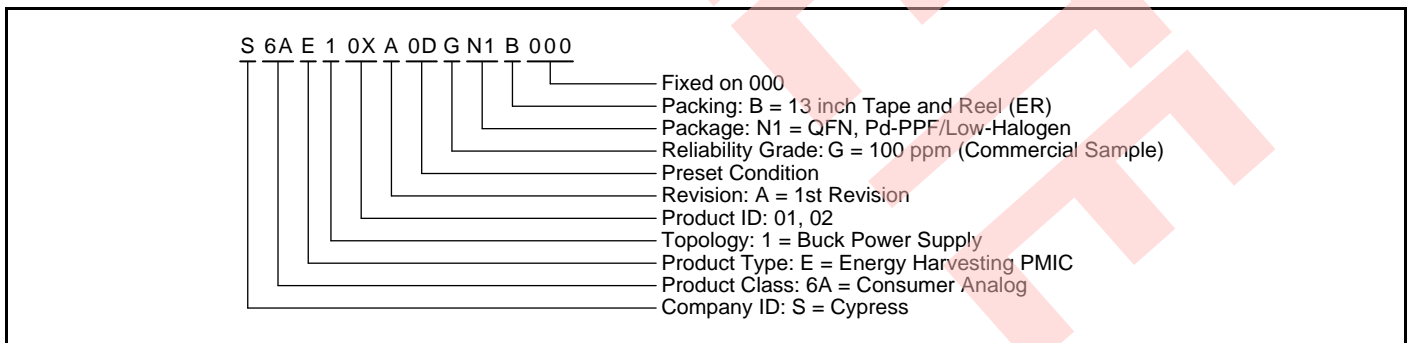 S 6A E 1 0X A 0D G N1 B 000
Fixed on 000
Packing: B = 13 inch Tape and Reel (ER)
Package: N1 = QFN, Pd-PPF/Low-Halogen
Reliability Grade: G = 100 ppm (Commercial Sample)
Preset Condition
Revision: A = 1st Revision
Product ID: 01, 02
Topology: 1 = Buck Power Supply
Product Type: E = Energy Harvesting PMIC
Product Class: 6A = Consumer Analog
Company ID: S = Cypress